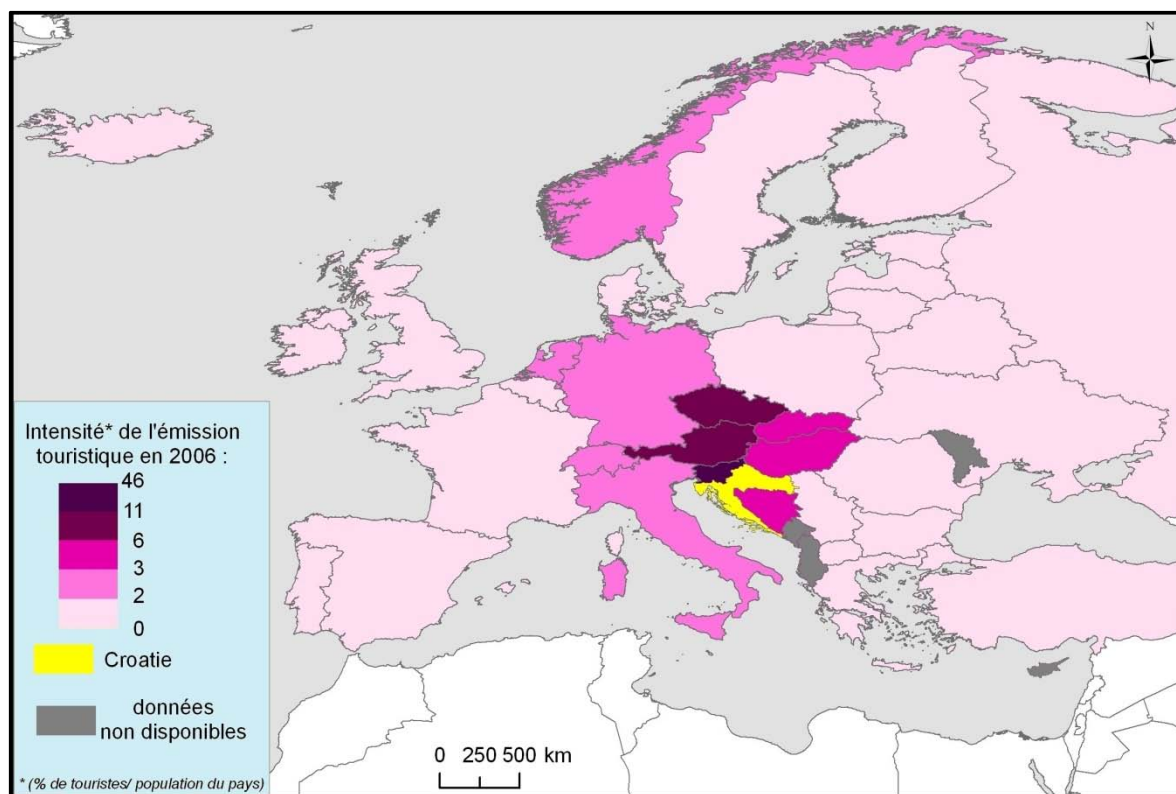 N
Intensité* de l'émission
touristique en 2006 :
46
11
6
3
2
0
Croatie
données
non disponibles
* (% de touristes/ population du pays)
0 250 500 km